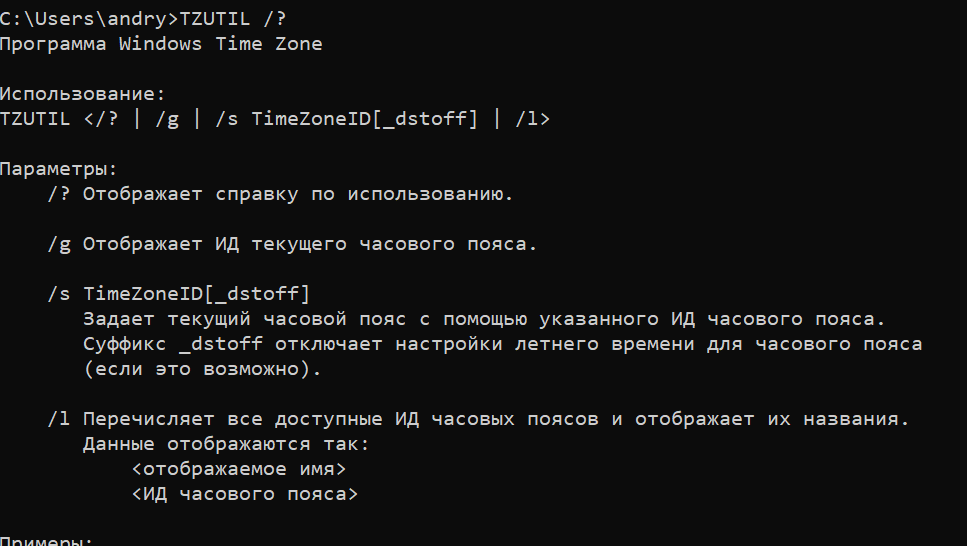 C:\Users\andry>TZUTIL /?
Программа Windows Time Zone
Использование:
TZUTIL </? | /g | /s TimeZoneID[_dstoff] | /l>
Параметры:
/? Отображает справку по использованию.
/g Отображает ИД текущего часового пояса.
/s TimeZoneID[_dstoff]
Задает текущий часовой пояс с помощью указанного ИД часового пояса.
Суффикс _dstoff отключает настройки летнего времени для часового пояса
(если это возможно).
/l Перечисляет все доступные ИД часовых поясов и отображает их названия.
Данные отображаются так:
<отображаемое имя>
<ИД часового пояса>
Примеры: